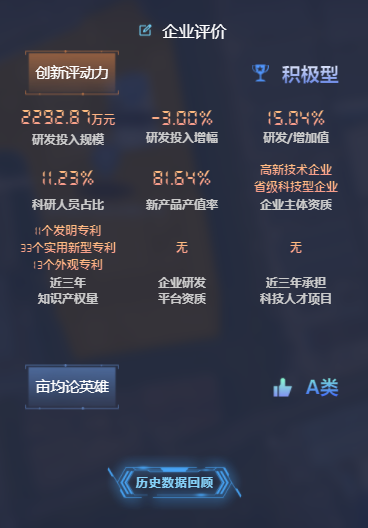 企业评价
创新评动力
积极型
2292.87万元
-3.00%
15.04%
研发投入规模
研发投入增幅
研发/增加值
11.23%
81.64%
高新技术企业
省级科技型企业
科研人员占比
新产品产值率
企业主体资质
11个发明专利
33个实用新型专利
13个外观专利
无
无
近三年
知识产权量
企业研发
平台资质
近三年承担
科技人才项目
亩均论英雄
A类
历史数据回顾